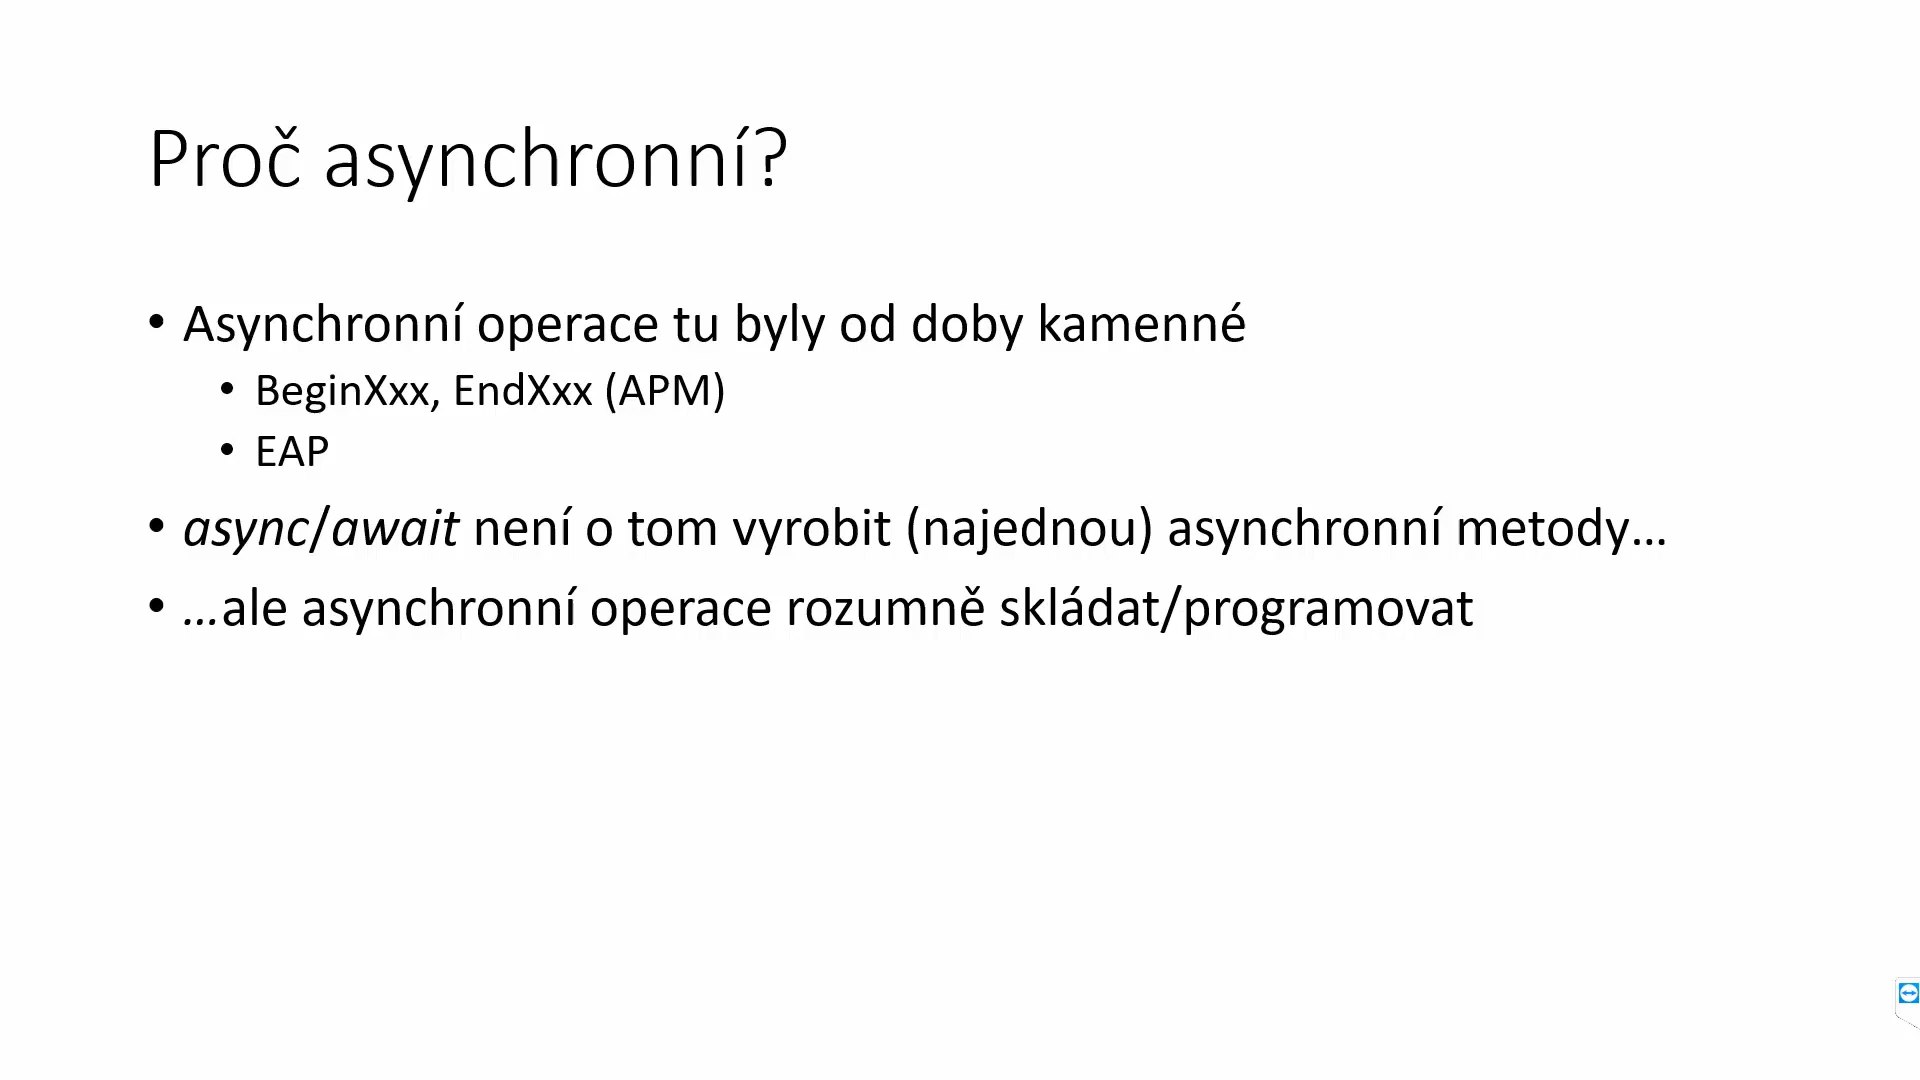 Proč asynchronní?
• Asynchronní operace tu byly od doby kamenné
• BeginXxx, EndXxx (APM)
• EAP
• async/await není o tom vyrobit (najednou) asynchronní metody…
• …ale asynchronní operace rozumně skládat/programovat